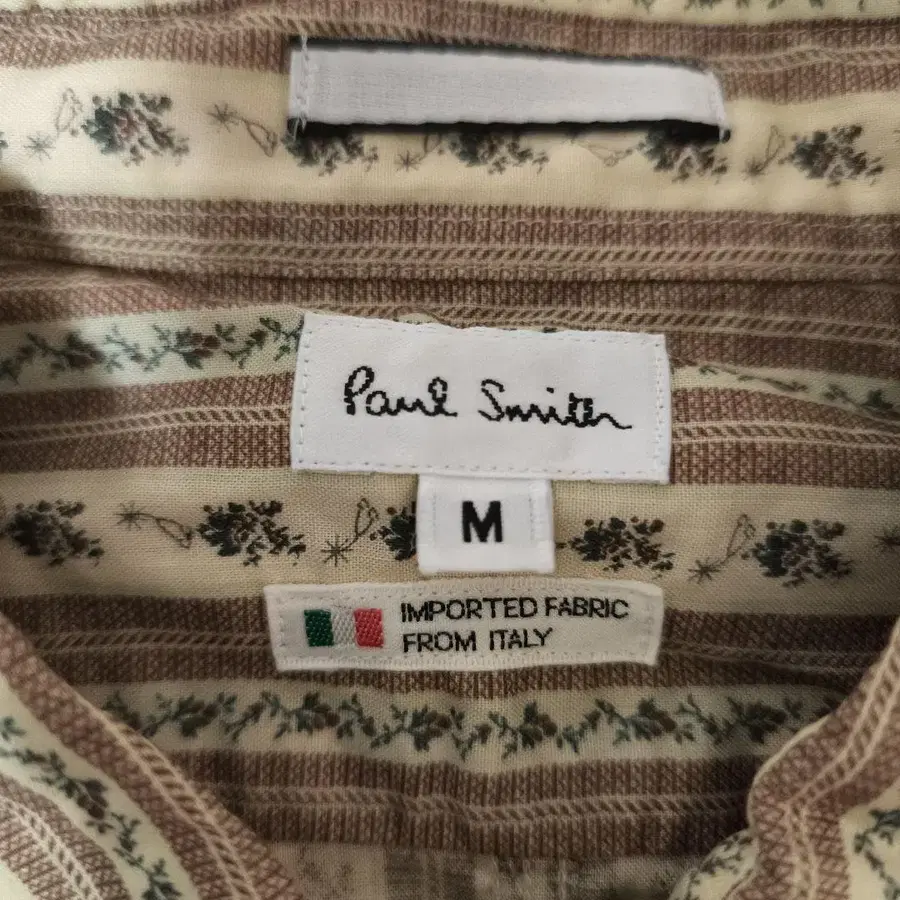 Paul Smith
M
IMPORTED FABRIC
FROM ITALY